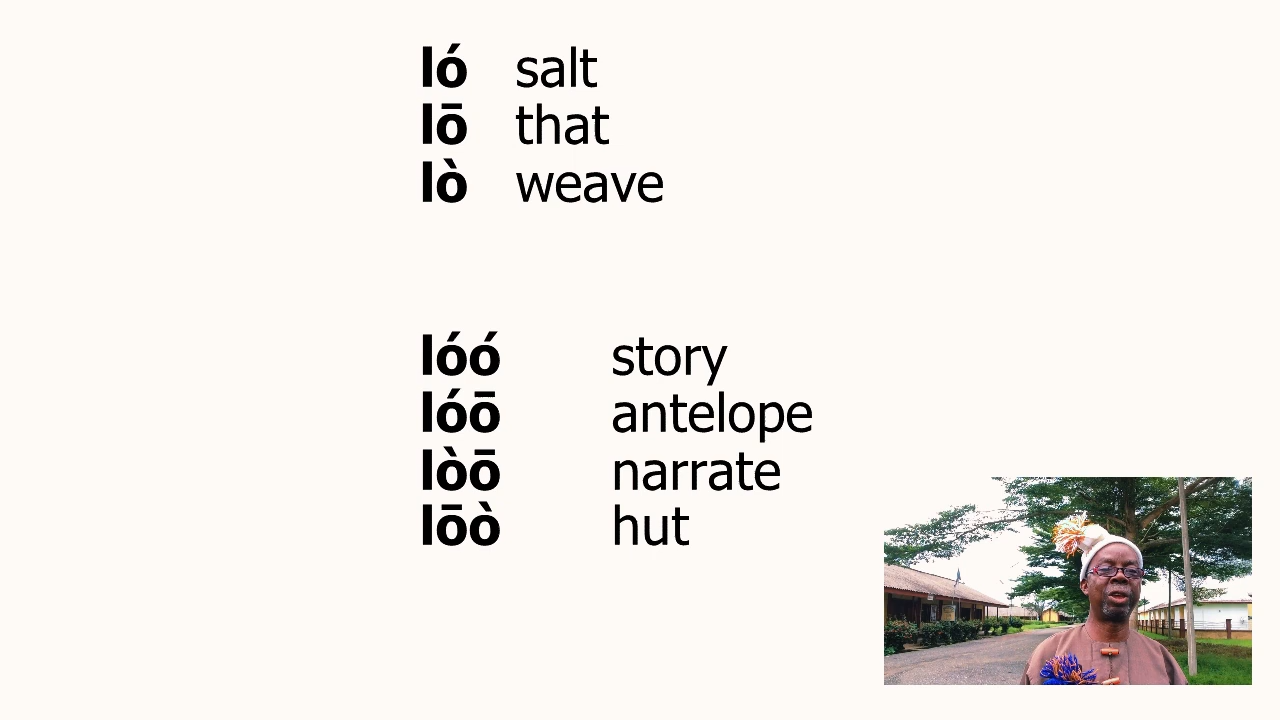 ló salt
lō that
lò weave
lóó story
lóō antelope
lòō narrate
lōò hut